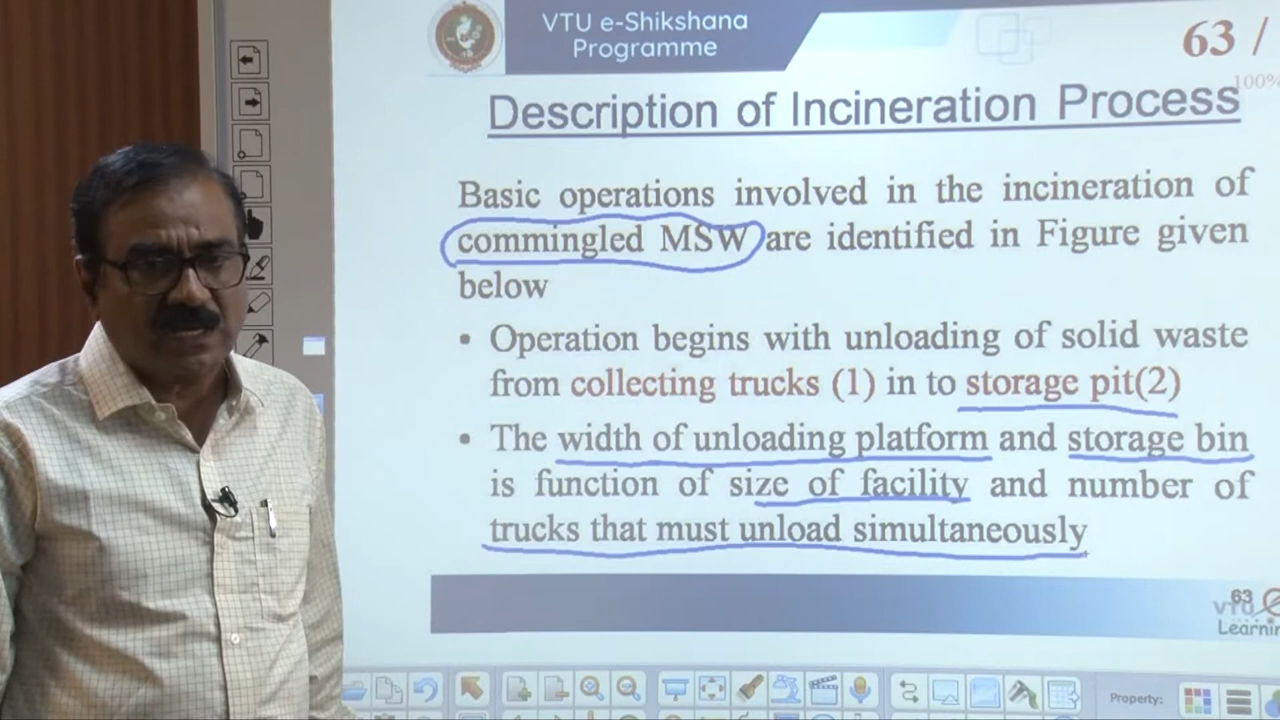 VTU e-Shikshana
Programme
63 /
100%
Description of Incineration Process
Basic operations involved in the incineration of
commingled MSW are identified in Figure given
below
• Operation begins with unloading of solid waste
from collecting trucks (1) in to storage pit(2)
• The width of unloading platform and storage bin
is function of size of facility and number of
trucks that must unload simultaneously
63
VTU
Learnin
Property: